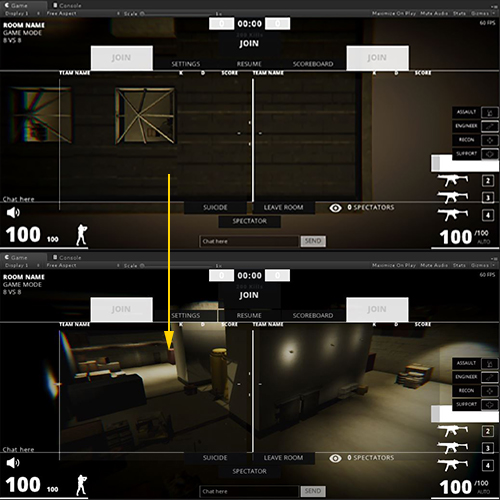 Game Console
Display 1 Free Aspect Scale Maximize On Play Mute Audio Stats Gizmos
ROOM NAME 00:00 60 FPS
GAME MODE
8 VS 8 JOIN
JOIN SETTINGS RESUME SCOREBOARD JOIN
TEAM NAME K D SCORE TEAM NAME K D SCORE
ASSAULT
ENGINEER
RECON
SUPPORT
2
3
4
Chat here
SUICIDE LEAVE ROOM 0 SPECTATORS
SPECTATOR
100 100 100 /100
AUTO
Chat here SEND
Game Console
Display 1 Free Aspect Scale Maximize On Play Mute Audio Stats Gizmos
ROOM NAME 00:00 60 FPS
GAME MODE
8 VS 8 JOIN
JOIN SETTINGS RESUME SCOREBOARD JOIN
TEAM NAME K D SCORE TEAM NAME K D SCORE
ASSAULT
ENGINEER
RECON
SUPPORT
2
3
4
Chat here
SUICIDE LEAVE ROOM 0 SPECTATORS
SPECTATOR
100 100 100 /100
AUTO
Chat here SEND